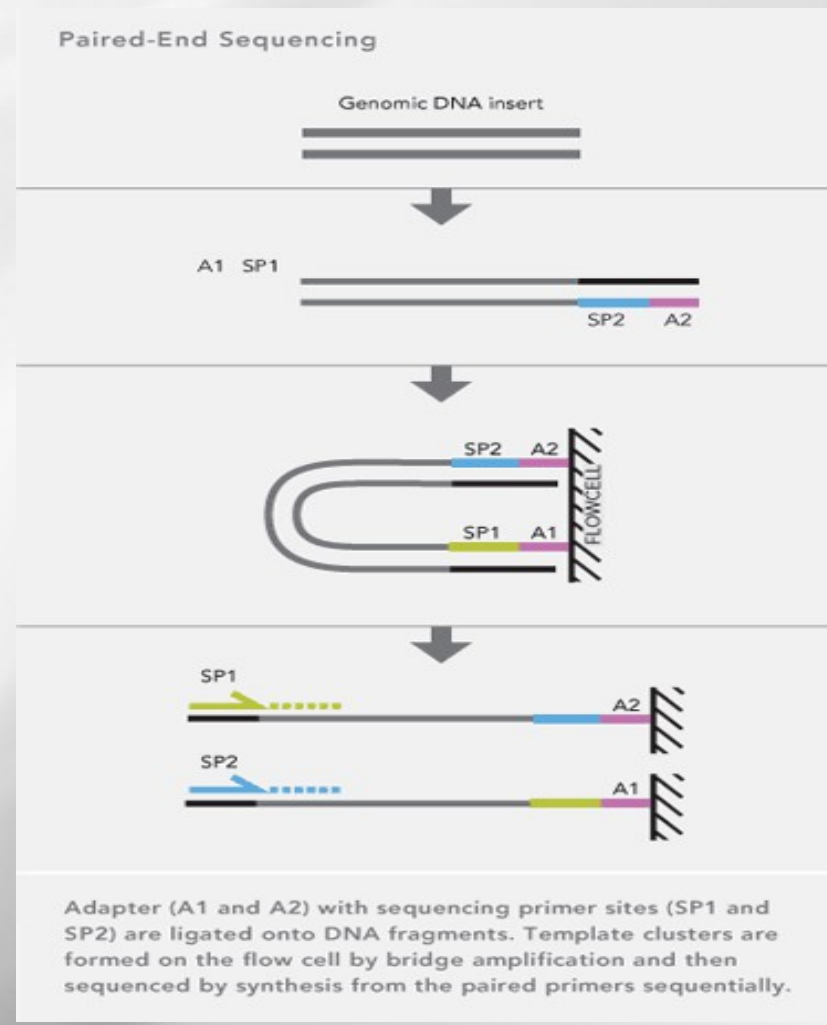 Paired-End Sequencing
Genomic DNA insert
A1 SP1
SP2 A2
SP2 A2
FLOWCELL
SP1 A1
SP1
A2
SP2
A1
Adapter (A1 and A2) with sequencing primer sites (SP1 and
SP2) are ligated onto DNA fragments. Template clusters are
formed on the flow cell by bridge amplification and then
sequenced by synthesis from the paired primers sequentially.